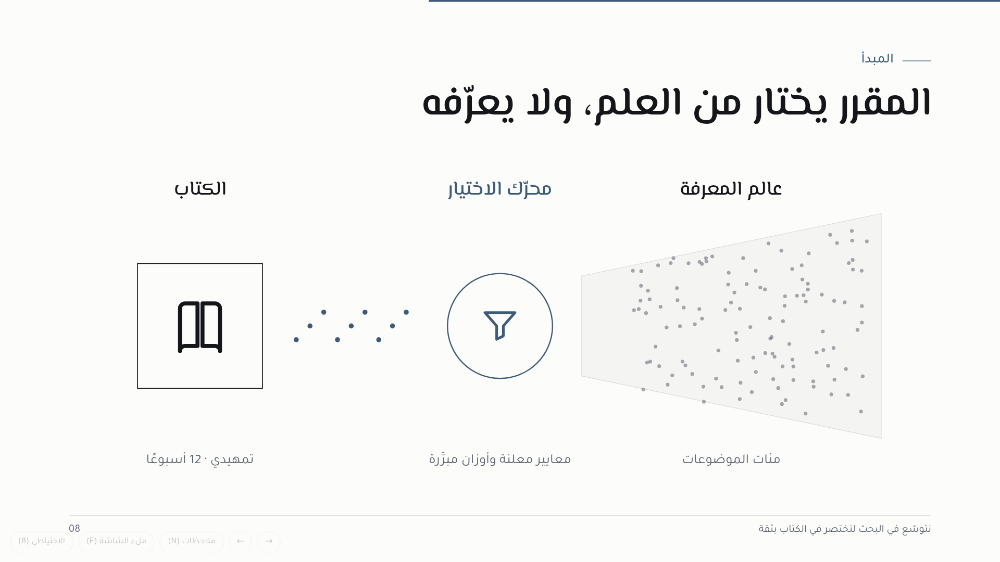 المبدأ
المقرر يختار من العلم، ولا يعرّفه
عالم المعرفة
محرّك الاختيار
الكتاب
مئات الموضوعات
معايير معلنة وأوزان مبرَّرة
تمهيدي · 12 أسبوعًا
نتوسّع في البحث لنختصر في الكتاب بثقة
08
→
←
ملاحظات (N)
ملء الشاشة (F)
الاحتياطي (B)